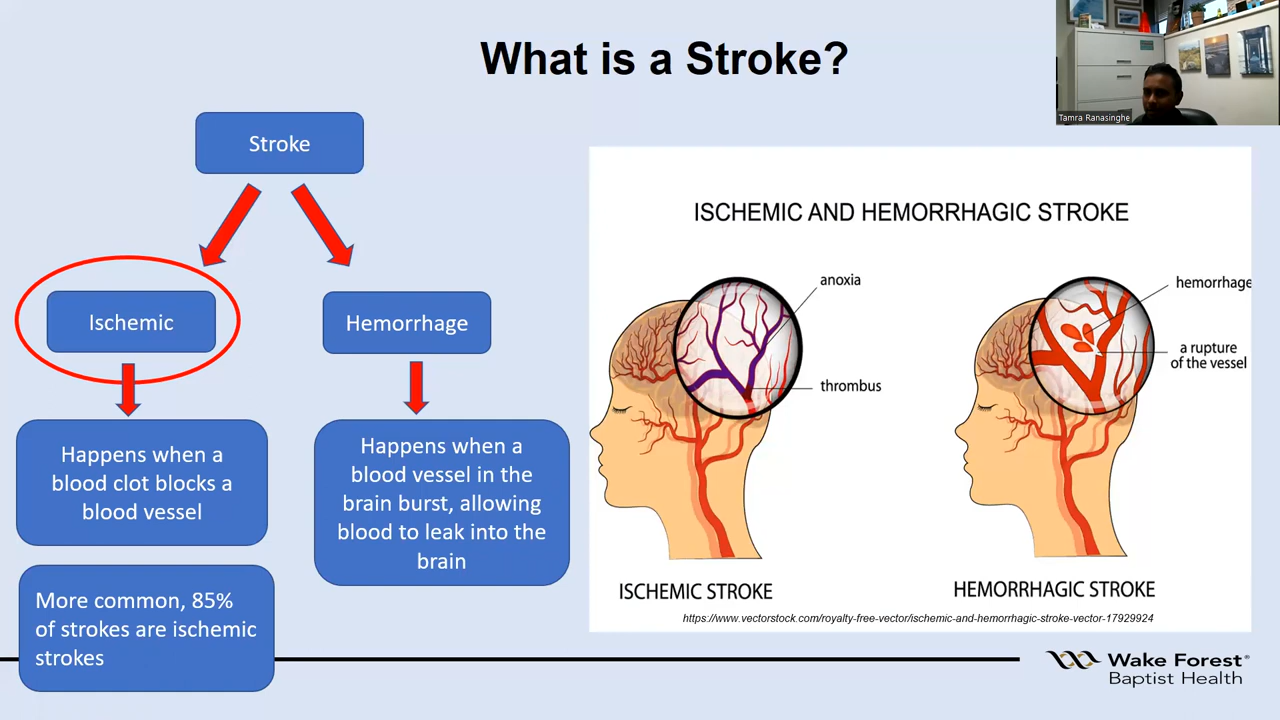 What is a Stroke?
Tamra Ranasinghe
Stroke
Ischemic
Hemorrhage
Happens when a
blood clot blocks a
blood vessel
Happens when a
blood vessel in the
brain burst, allowing
blood to leak into the
brain
More common, 85%
of strokes are ischemic
strokes
ISCHEMIC AND HEMORRHAGIC STROKE
anoxia
thrombus
hemorrhage
a rupture
of the vessel
ISCHEMIC STROKE
HEMORRHAGIC STROKE
https://www.vectorstock.com/royalty-free-vector/ischemic-and-hemorrhagic-stroke-vector-17929924
Wake Forest®
Baptist Health